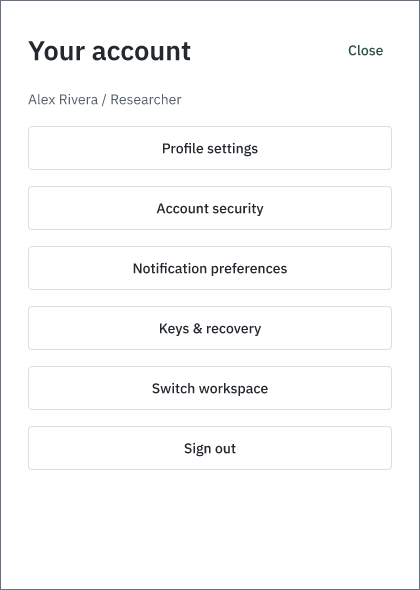 Your account
Close
Alex Rivera / Researcher
Profile settings
Account security
Notification preferences
Keys & recovery
Switch workspace
Sign out